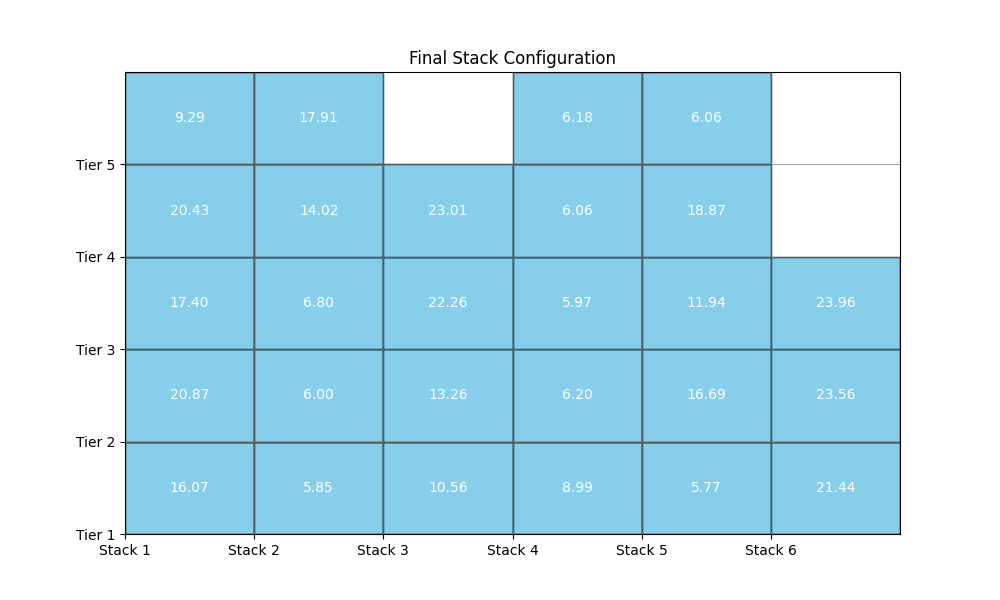 Final Stack Configuration
9.29 17.91 6.18 6.06
Tier 5
20.43 14.02 23.01 6.06 18.87
Tier 4
17.40 6.80 22.26 5.97 11.94 23.96
Tier 3
20.87 6.00 13.26 6.20 16.69 23.56
Tier 2
16.07 5.85 10.56 8.99 5.77 21.44
Tier 1
Stack 1 Stack 2 Stack 3 Stack 4 Stack 5 Stack 6